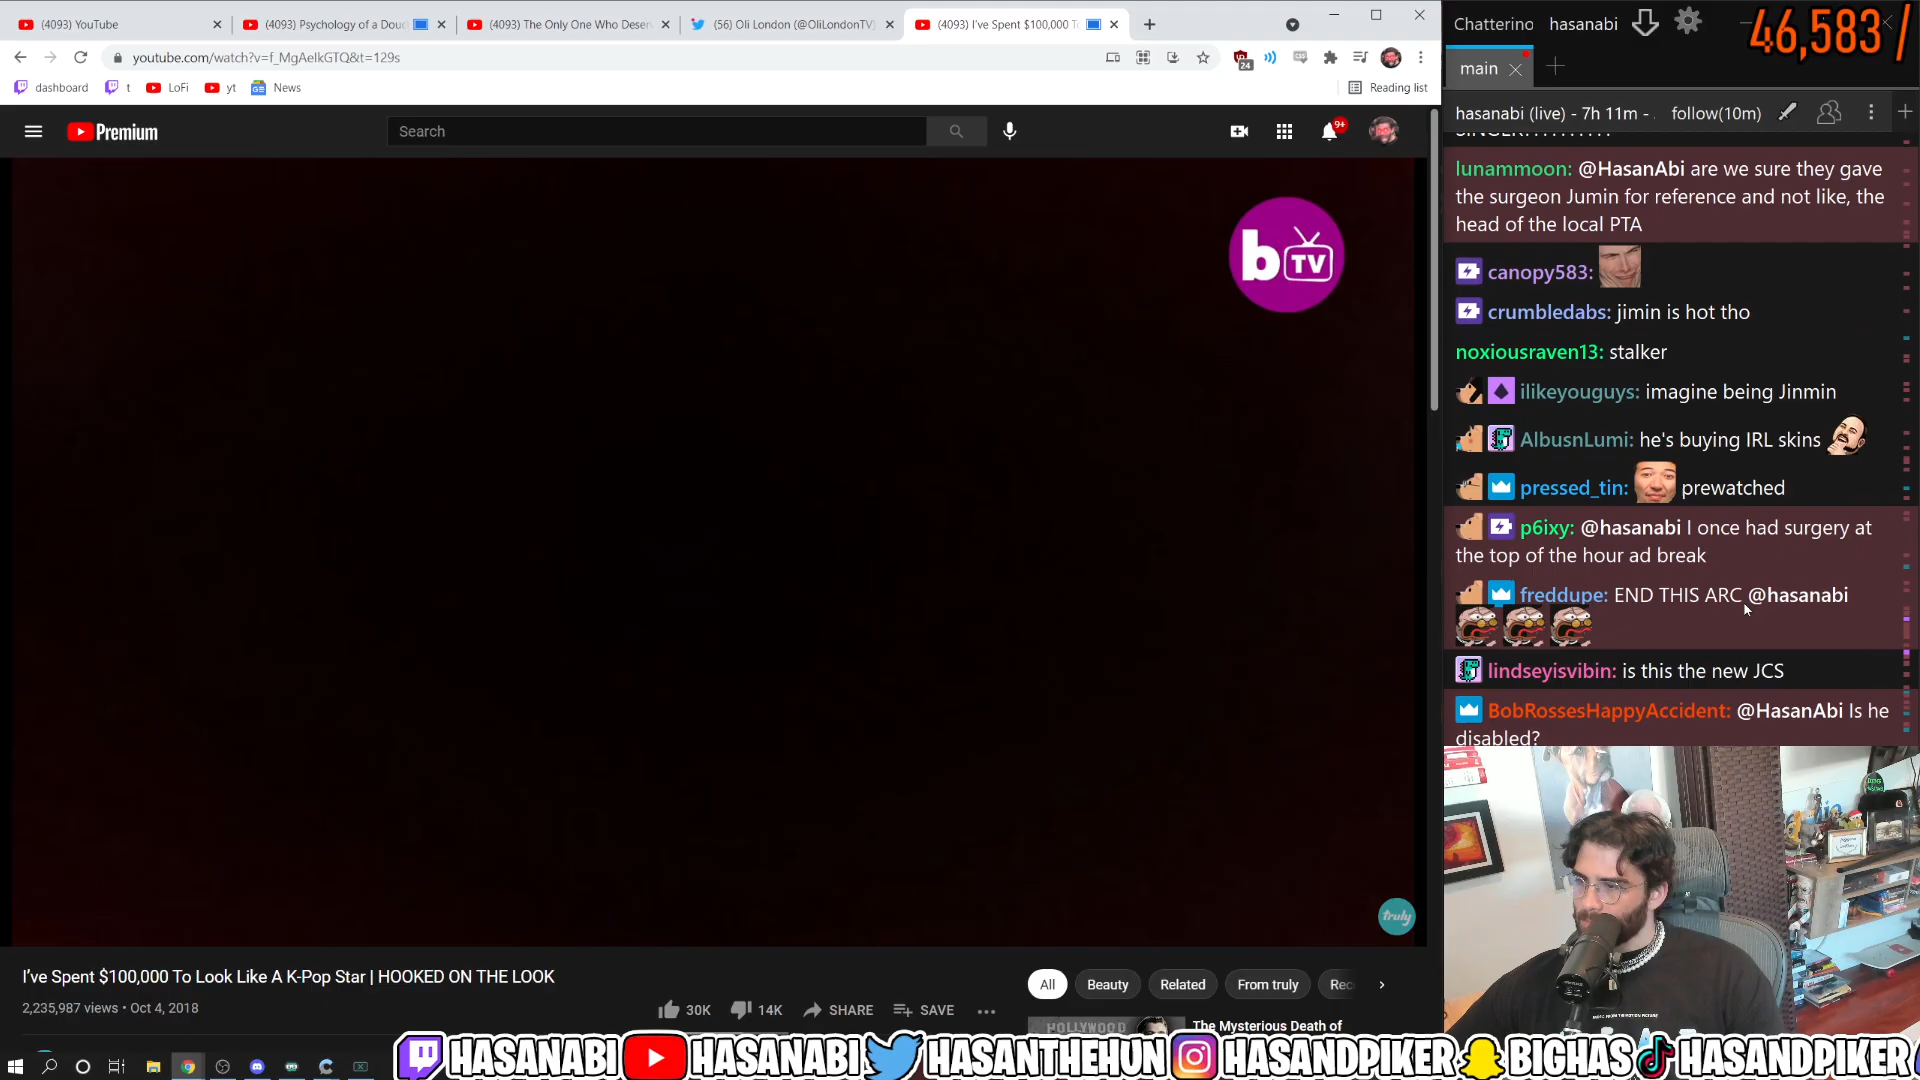 (4093) YouTube
(4093) Psychology of a Douc
(4093) The Only One Who Deser
(56) Oli London (@OliLondonTV)
(4093) I've Spent $100,000 To
youtube.com/watch?v=f_MgAelkGTQ&t=129s
24
dashboard
t
LoFi
yt
News
Reading list
Premium
Search
9+
bTV
truly
I've Spent $100,000 To Look Like A K-Pop Star | HOOKED ON THE LOOK
2,235,987 views • Oct 4, 2018
30K
14K
SHARE
SAVE
All
Beauty
Related
From truly
Rec
HOLLYWOOD
The Mysterious Death of
Chatterino
hasanabi
46,583 /
main
hasanabi (live) - 7h 11m - .
follow(10m)
lunammoon: @HasanAbi are we sure they gave
the surgeon Jumin for reference and not like, the
head of the local PTA
canopy583:
crumbledabs: jimin is hot tho
noxiousraven13: stalker
ilikeyouguys: imagine being Jinmin
AlbusnLumi: he's buying IRL skins
pressed_tin: prewatched
p6ixy: @hasanabi I once had surgery at
the top of the hour ad break
freddupe: END THIS ARC @hasanabi
lindseyisvibin: is this the new JCS
BobRossesHappyAccident: @HasanAbi Is he
disabled?
HASANABI
HASANABI
HASANTHEHUN
HASANDPIKER
BIGHAS
HASANDPIKER